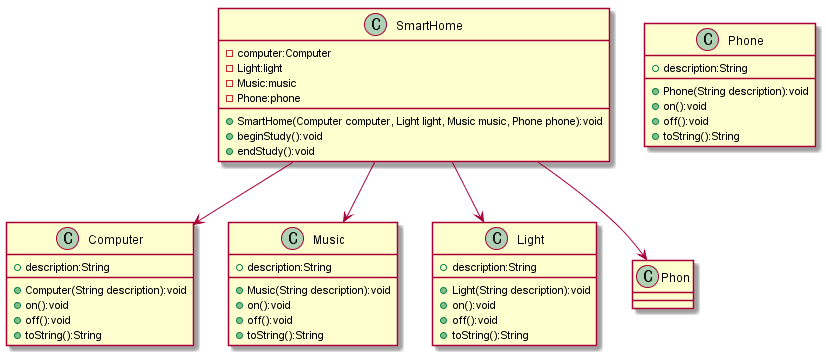 C SmartHome
computer:Computer
Light:light
Music:music
Phone:phone
SmartHome(Computer computer, Light light, Music music, Phone phone):void
beginStudy():void
endStudy():void
C Phone
description:String
Phone(String description):void
on():void
off():void
toString():String
C Computer
description:String
Computer(String description):void
on():void
off():void
toString():String
C Music
description:String
Music(String description):void
on():void
off():void
toString():String
C Light
description:String
Light(String description):void
on():void
off():void
toString():String
C Phon